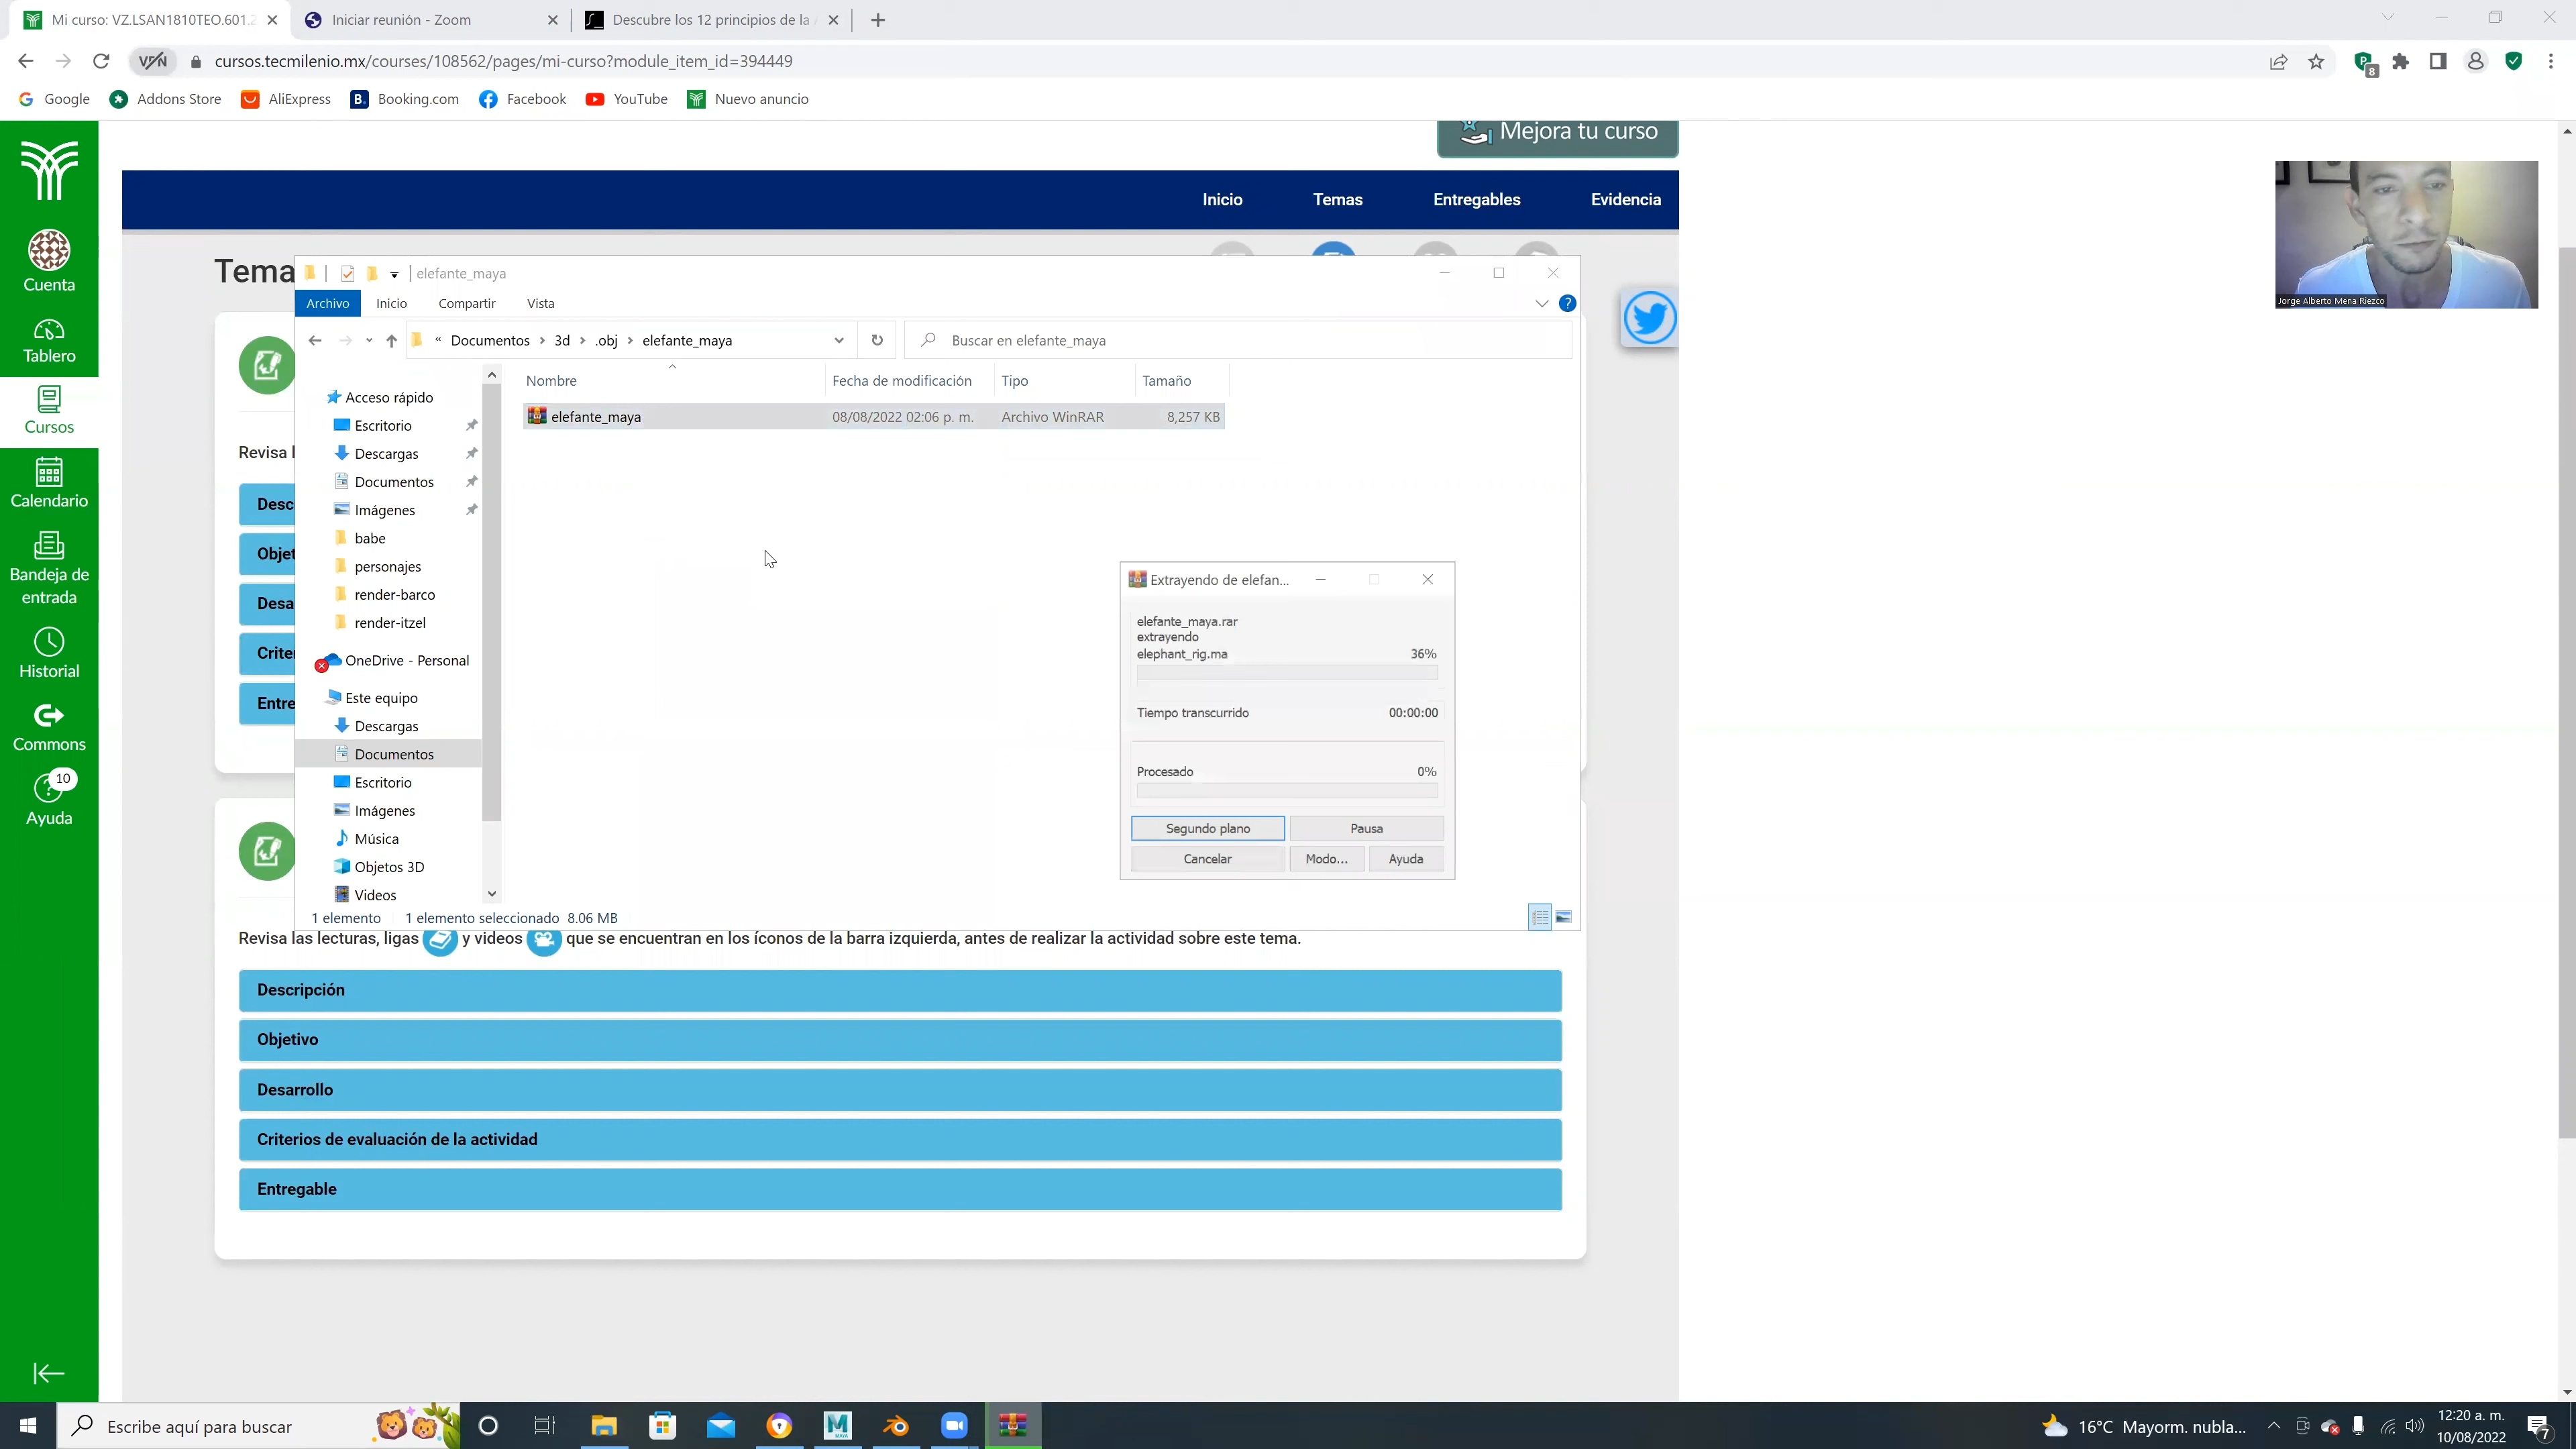 Mi curso: VZ.LSAN1810TEO.601.2
Iniciar reunión - Zoom
Descubre los 12 principios de la
VPN
cursos.tecmilenio.mx/courses/108562/pages/mi-curso?module_item_id=394449
8
Google
Addons Store
AliExpress
B.
Booking.com
Facebook
YouTube
Nuevo anuncio
Mejora tu curso
Inicio
Temas
Entregables
Evidencia
Cuenta
Tablero
Cursos
Calendario
Bandeja de
entrada
Historial
Commons
10
Ayuda
Jorge Alberto Mena Riezco
Tema
Revisa l
Desc
Objet
Desa
Crite
Entre
elefante_maya
Archivo
Inicio
Compartir
Vista
?
« Documentos › 3d › .obj › elefante_maya
Buscar en elefante_maya
Nombre
Fecha de modificación
Tipo
Tamaño
elefante_maya
08/08/2022 02:06 p. m.
Archivo WinRAR
8,257 KB
Acceso rápido
Escritorio
Descargas
Documentos
Imágenes
babe
personajes
render-barco
render-itzel
OneDrive - Personal
Este equipo
Descargas
Documentos
Escritorio
Imágenes
Música
Objetos 3D
Videos
1 elemento
1 elemento seleccionado 8.06 MB
Extrayendo de elefan...
elefante_maya.rar
extrayendo
elephant_rig.ma
36%
Tiempo transcurrido
00:00:00
Procesado
0%
Segundo plano
Pausa
Cancelar
Modo...
Ayuda
Revisa las lecturas, ligas y videos que se encuentran en los íconos de la barra izquierda, antes de realizar la actividad sobre este tema.
Descripción
Objetivo
Desarrollo
Criterios de evaluación de la actividad
Entregable
Escribe aquí para buscar
M
16°C Mayorm. nubla...
12:20 a. m.
10/08/2022
7